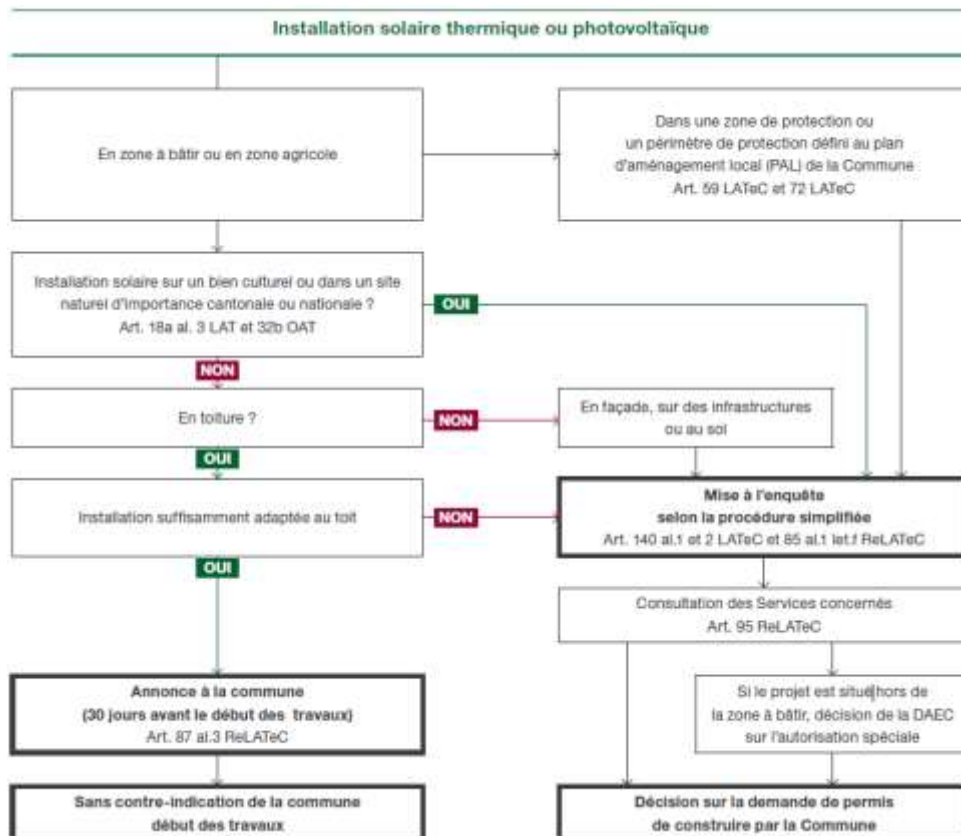 Installation solaire thermique ou photovoltaïque
En zone à bâtir ou en zone agricole
Dans une zone de protection ou
un périmètre de protection défini au plan
d'aménagement local (PAL) de la Commune
Art. 59 LATeC et 72 LATeC
Installation solaire sur un bien culturel ou dans un site
naturel d'importance cantonale ou nationale ?
Art. 18a al. 3 LAT et 32b OAT
OUI
NON
En toiture ?
NON
En façade, sur des infrastructures
ou au sol
OUI
Installation suffisamment adaptée au toit
NON
Mise à l'enquête
selon la procédure simplifiée
Art. 140 al.1 et 2 LATeC et 85 al.1 let.f ReLATeC
OUI
Consultation des Services concernés
Art. 95 ReLATeC
Annonce à la commune
(30 jours avant le début des travaux)
Art. 87 al.3 ReLATeC
Si le projet est situé hors de
la zone à bâtir, décision de la DAEC
sur l'autorisation spéciale
Sans contre-indication de la commune
début des travaux
Décision sur la demande de permis
de construire par la Commune